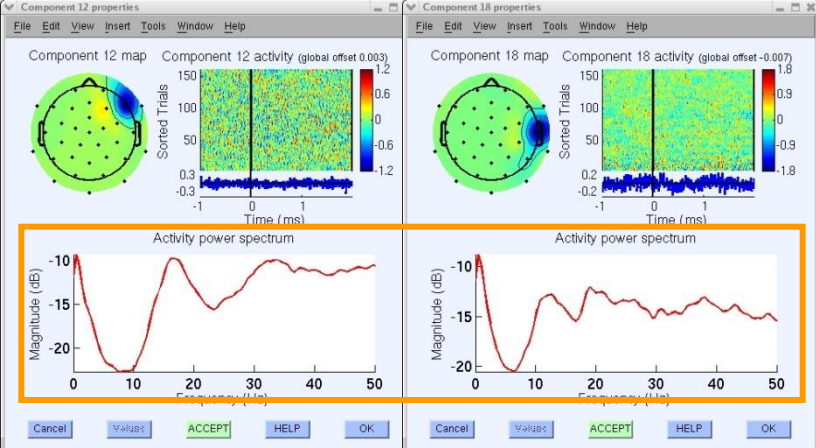 Component 12 properties
File Edit View Insert Tools Window Help
Component 12 map
Component 12 activity (global offset 0.003)
Sorted Trials
150
100
50
1.2
0.6
0
-0.6
-1.2
0.3
-0.3
-1 0 1
Time (ms)
Activity power spectrum
Magnitude (dB)
-10
-15
-20
0 10 20 30 40 50
Frequency (Hz)
Cancel Values ACCEPT HELP OK
Component 18 properties
File Edit View Insert Tools Window Help
Component 18 map
Component 18 activity (global offset -0.007)
Sorted Trials
150
100
50
1.8
0.9
0
-0.9
-1.8
0.2
-0.2
-1 0 1
Time (ms)
Activity power spectrum
Magnitude (dB)
-10
-15
-20
0 10 20 30 40 50
Frequency (Hz)
Cancel Values ACCEPT HELP OK